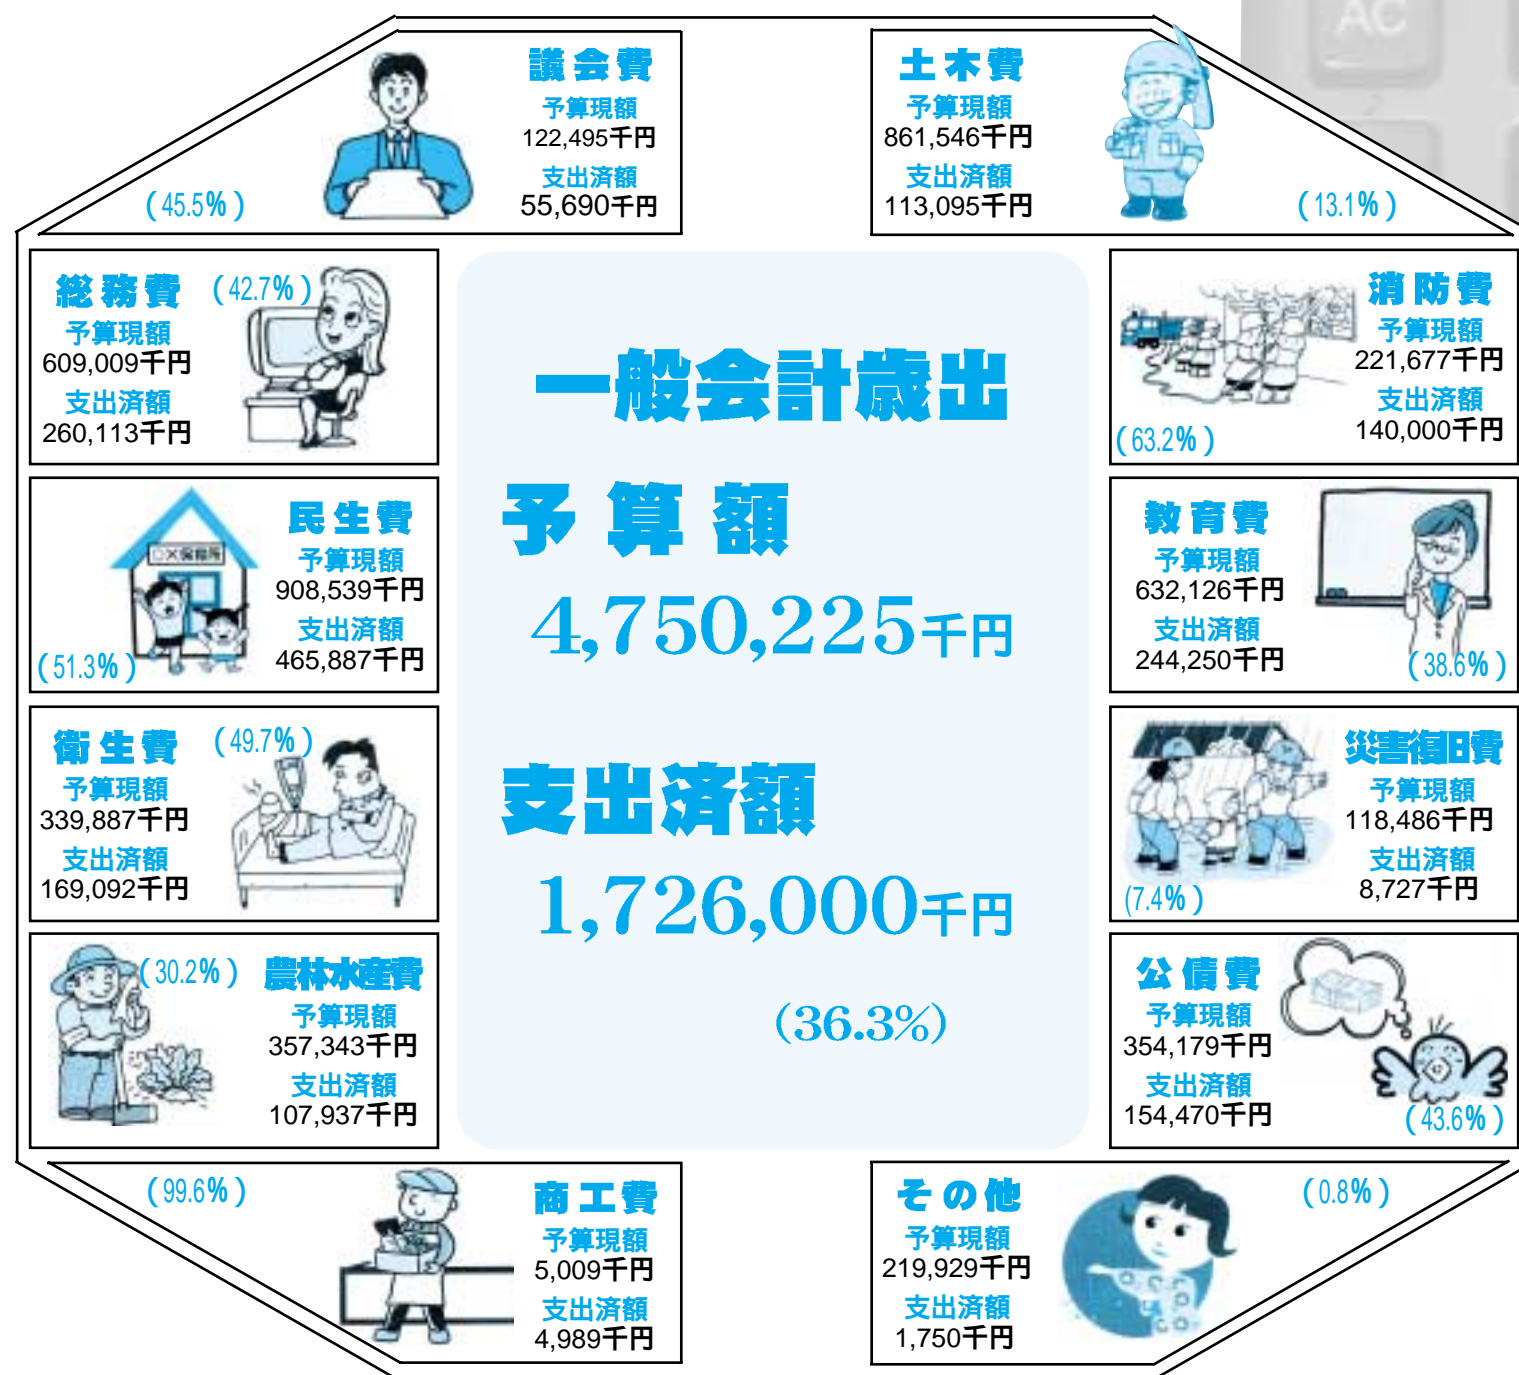 AC
議会費
予算現額
122,495千円
支出済額
55,690千円
(45.5%)
土木費
予算現額
861,546千円
支出済額
113,095千円
(13.1%)
総務費
(42.7%)
予算現額
609,009千円
支出済額
260,113千円
民生費
予算現額
908,539千円
支出済額
465,887千円
(51.3%)
衛生費
(49.7%)
予算現額
339,887千円
支出済額
169,092千円
(30.2%)
農林水産費
予算現額
357,343千円
支出済額
107,937千円
(99.6%)
商工費
予算現額
5,009千円
支出済額
4,989千円
一般会計歳出
予算額
4,750,225千円
支出済額
1,726,000千円
(36.3%)
消防費
予算現額
221,677千円
支出済額
140,000千円
(63.2%)
教育費
予算現額
632,126千円
支出済額
244,250千円
(38.6%)
災害復旧費
予算現額
118,486千円
支出済額
8,727千円
(7.4%)
公債費
予算現額
354,179千円
支出済額
154,470千円
(43.6%)
その他
予算現額
219,929千円
支出済額
1,750千円
(0.8%)